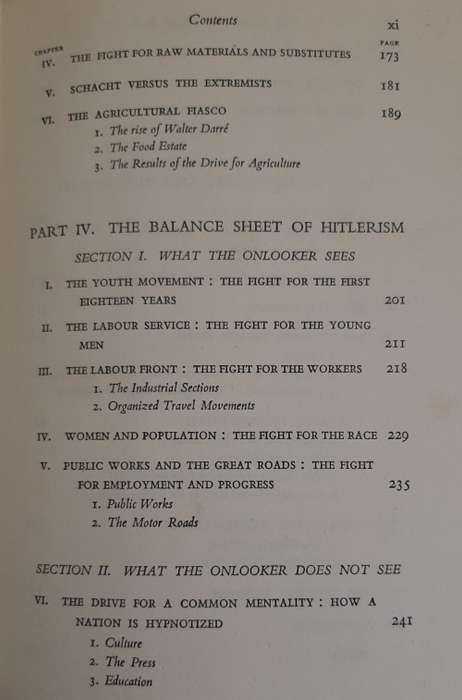 Contents
xi
CHAPTER
PAGE
IV. THE FIGHT FOR RAW MATERIALS AND SUBSTITUTES 173
V. SCHACHT VERSUS THE EXTREMISTS 181
VI. THE AGRICULTURAL FIASCO 189
1. The rise of Walter Darré
2. The Food Estate
3. The Results of the Drive for Agriculture
PART IV. THE BALANCE SHEET OF HITLERISM
SECTION I. WHAT THE ONLOOKER SEES
I. THE YOUTH MOVEMENT : THE FIGHT FOR THE FIRST
EIGHTEEN YEARS 201
II. THE LABOUR SERVICE : THE FIGHT FOR THE YOUNG
MEN 211
III. THE LABOUR FRONT : THE FIGHT FOR THE WORKERS 218
1. The Industrial Sections
2. Organized Travel Movements
IV. WOMEN AND POPULATION : THE FIGHT FOR THE RACE 229
V. PUBLIC WORKS AND THE GREAT ROADS : THE FIGHT
FOR EMPLOYMENT AND PROGRESS 235
1. Public Works
2. The Motor Roads
SECTION II. WHAT THE ONLOOKER DOES NOT SEE
VI. THE DRIVE FOR A COMMON MENTALITY : HOW A
NATION IS HYPNOTIZED 241
1. Culture
2. The Press
3. Education